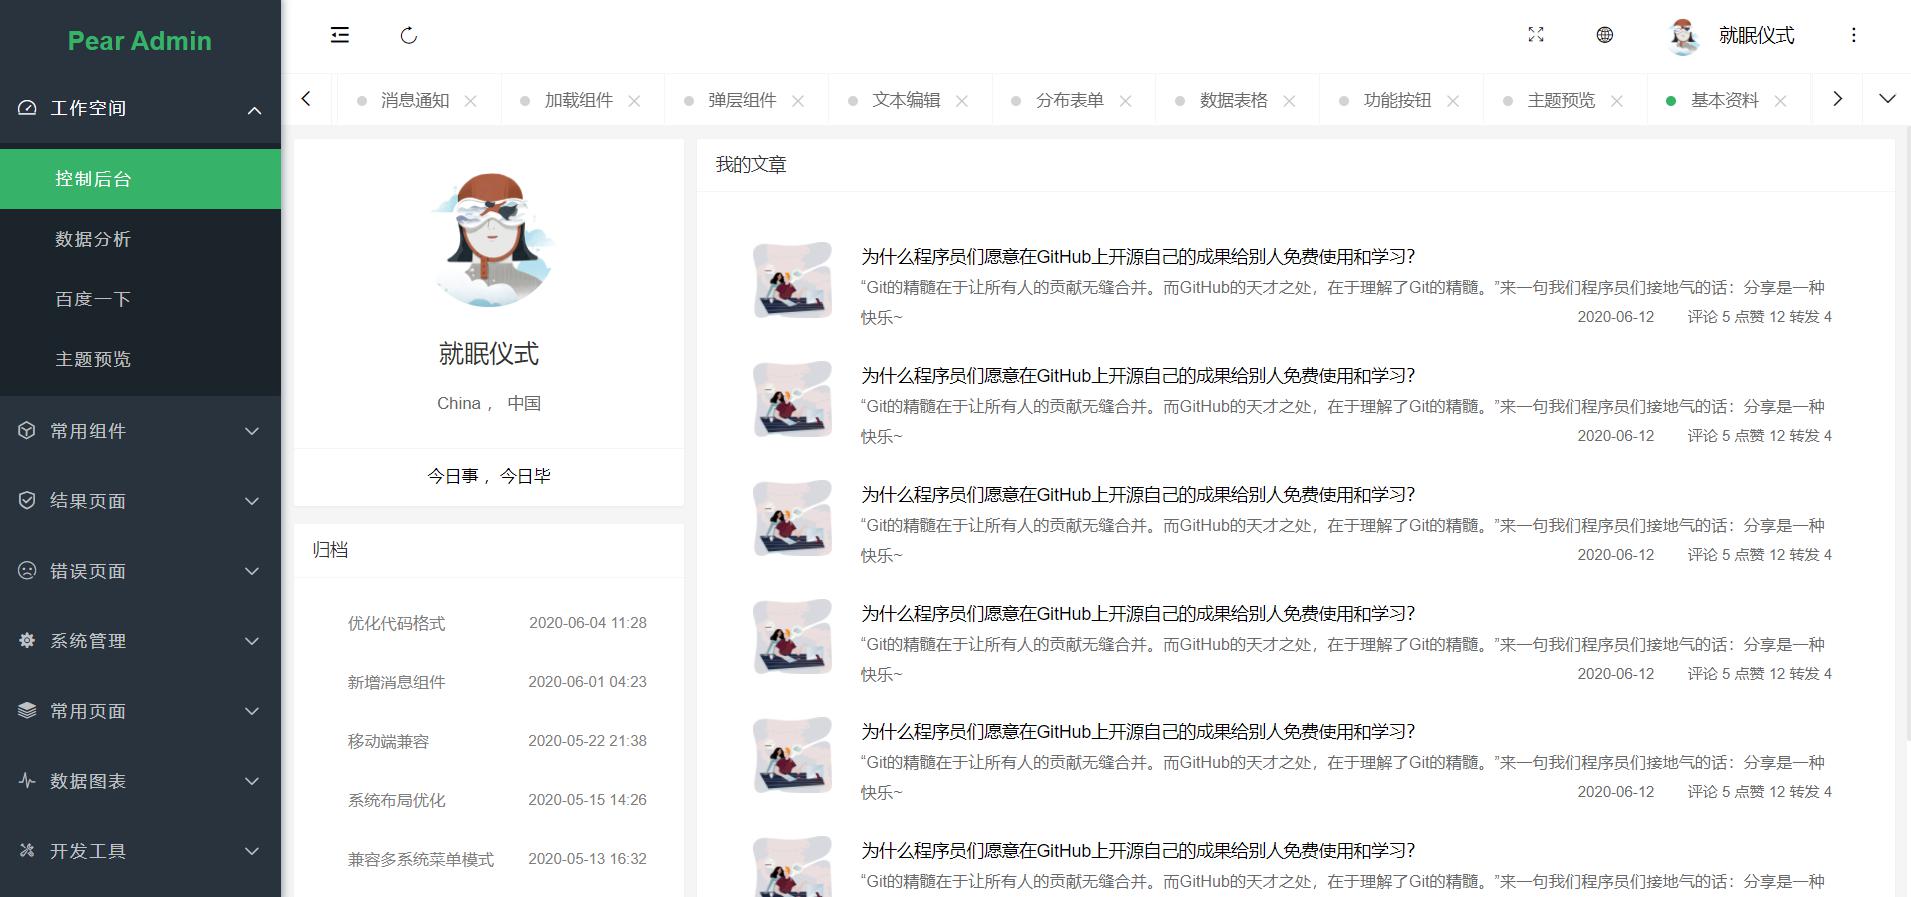 Pear Admin
工作空间
控制后台
数据分析
百度一下
主题预览
常用组件
结果页面
错误页面
系统管理
常用页面
数据图表
开发工具
就眠仪式
消息通知 加载组件 弹层组件 文本编辑 分布表单 数据表格 功能按钮 主题预览 基本资料
就眠仪式
China ， 中国
今日事 ，今日毕
归档
优化代码格式 2020-06-04 11:28
新增消息组件 2020-06-01 04:23
移动端兼容 2020-05-22 21:38
系统布局优化 2020-05-15 14:26
兼容多系统菜单模式 2020-05-13 16:32
我的文章
为什么程序员们愿意在GitHub上开源自己的成果给别人免费使用和学习？
“Git的精髓在于让所有人的贡献无缝合并。而GitHub的天才之处，在于理解了Git的精髓。”来一句我们程序员们接地气的话：分享是一种
快乐~ 2020-06-12 评论 5 点赞 12 转发 4
为什么程序员们愿意在GitHub上开源自己的成果给别人免费使用和学习？
“Git的精髓在于让所有人的贡献无缝合并。而GitHub的天才之处，在于理解了Git的精髓。”来一句我们程序员们接地气的话：分享是一种
快乐~ 2020-06-12 评论 5 点赞 12 转发 4
为什么程序员们愿意在GitHub上开源自己的成果给别人免费使用和学习？
“Git的精髓在于让所有人的贡献无缝合并。而GitHub的天才之处，在于理解了Git的精髓。”来一句我们程序员们接地气的话：分享是一种
快乐~ 2020-06-12 评论 5 点赞 12 转发 4
为什么程序员们愿意在GitHub上开源自己的成果给别人免费使用和学习？
“Git的精髓在于让所有人的贡献无缝合并。而GitHub的天才之处，在于理解了Git的精髓。”来一句我们程序员们接地气的话：分享是一种
快乐~ 2020-06-12 评论 5 点赞 12 转发 4
为什么程序员们愿意在GitHub上开源自己的成果给别人免费使用和学习？
“Git的精髓在于让所有人的贡献无缝合并。而GitHub的天才之处，在于理解了Git的精髓。”来一句我们程序员们接地气的话：分享是一种
快乐~ 2020-06-12 评论 5 点赞 12 转发 4
为什么程序员们愿意在GitHub上开源自己的成果给别人免费使用和学习？
“Git的精髓在于让所有人的贡献无缝合并。而GitHub的天才之处，在于理解了Git的精髓。”来一句我们程序员们接地气的话：分享是一种